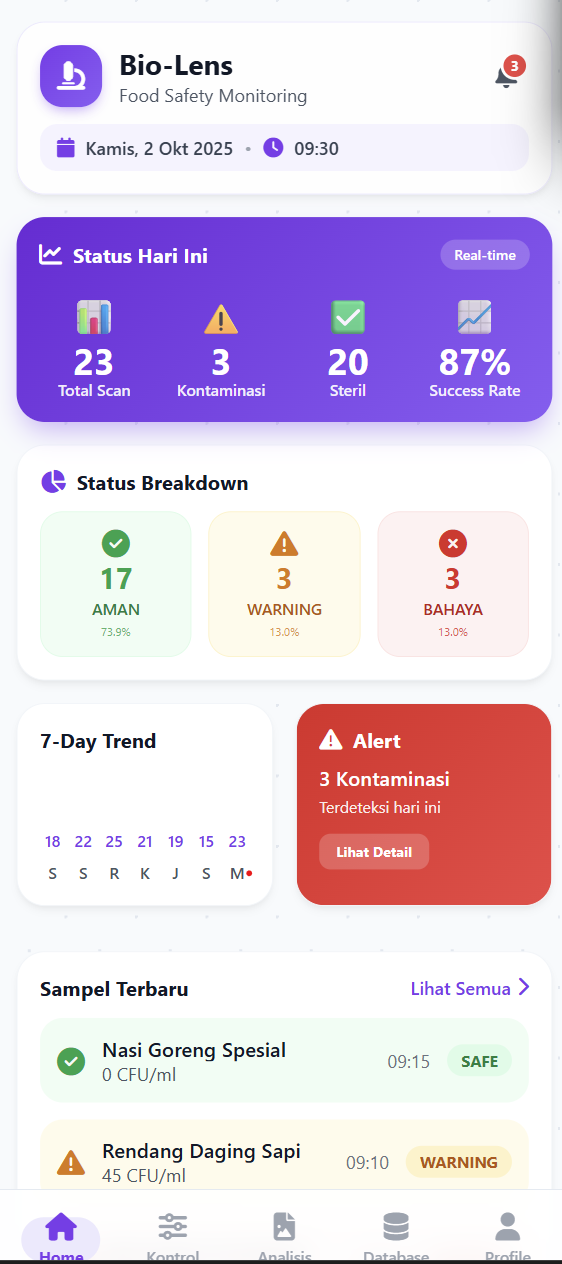 Bio-Lens
3
Food Safety Monitoring
Kamis, 2 Okt 2025 • 09:30
Status Hari Ini
Real-time
23 3 20 87%
Total Scan Kontaminasi Steril Success Rate
Status Breakdown
17 3 3
AMAN WARNING BAHAYA
73.9% 13.0% 13.0%
7-Day Trend
18 22 25 21 19 15 23
S S R K J S M
Alert
3 Kontaminasi
Terdeteksi hari ini
Lihat Detail
Sampel Terbaru
Lihat Semua
Nasi Goreng Spesial
0 CFU/ml
09:15 SAFE
Rendang Daging Sapi
45 CFU/ml
09:10 WARNING
Home Kontrol Analisis Database Profile